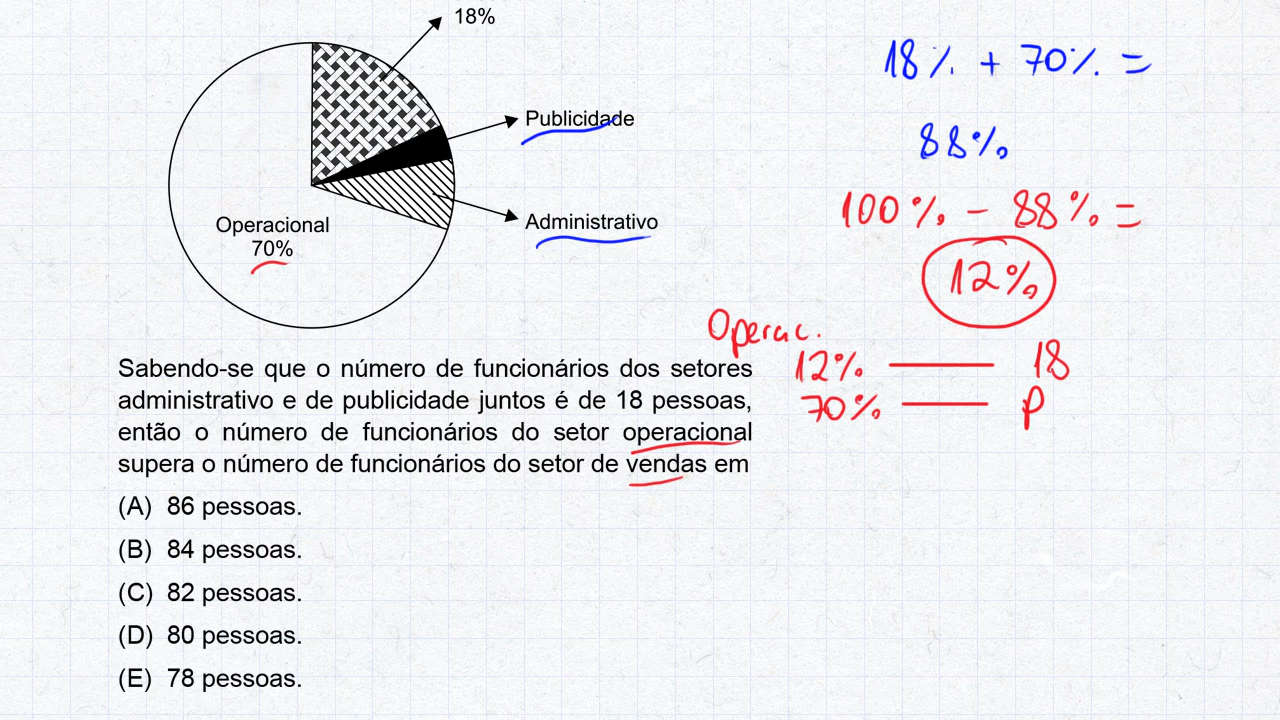 18%
Publicidade
Administrativo
Operacional
70%
Sabendo-se que o número de funcionários dos setores
administrativo e de publicidade juntos é de 18 pessoas,
então o número de funcionários do setor operacional
supera o número de funcionários do setor de vendas em
(A) 86 pessoas.
(B) 84 pessoas.
(C) 82 pessoas.
(D) 80 pessoas.
(E) 78 pessoas.
18% + 70% =
88%
100% - 88% =
12%
Operac.
12% — 18
70% — P